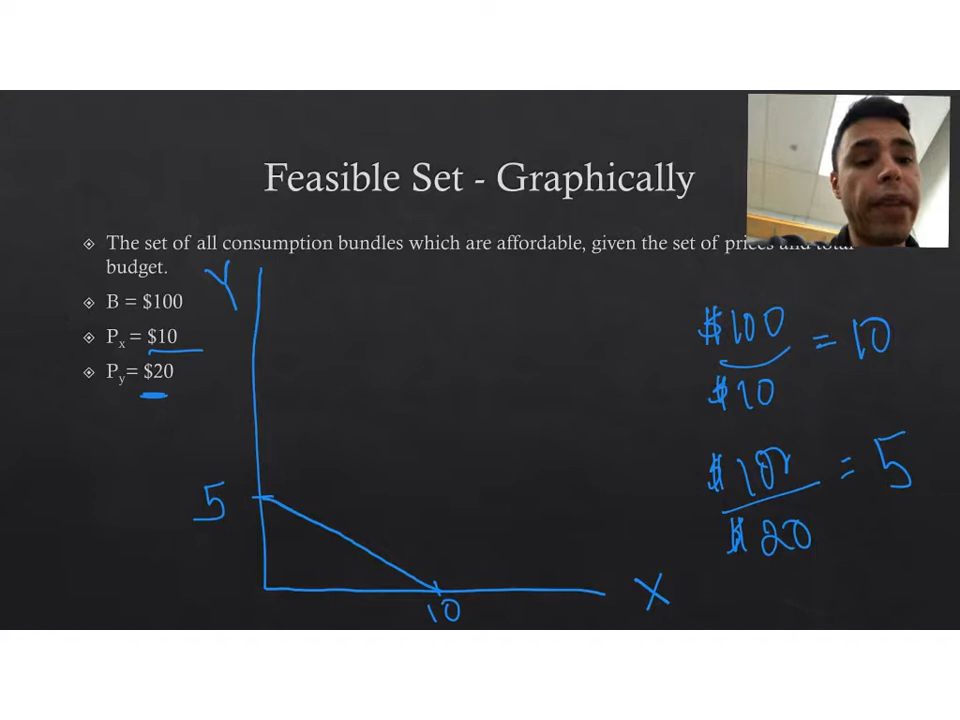 Feasible Set - Graphically
The set of all consumption bundles which are affordable, given the set of prices and total
budget.
B = $100
Px = $10
Py= $20
Y
5
10
X
$100
$10
= 10
$100
$20
= 5